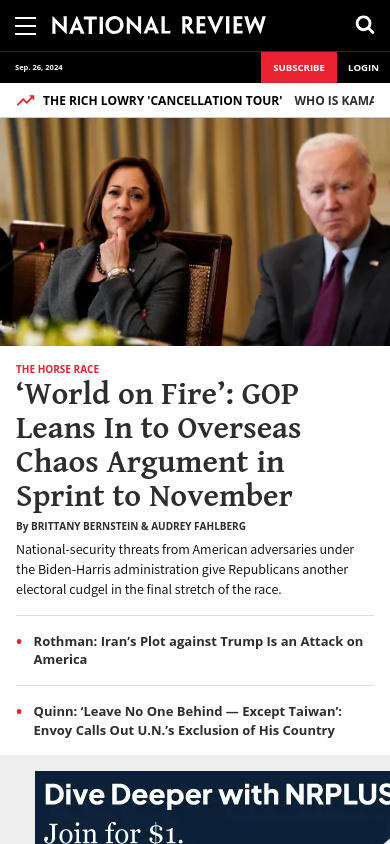 NATIONAL REVIEW
Sep. 26, 2024
SUBSCRIBE
LOGIN
THE RICH LOWRY 'CANCELLATION TOUR'
WHO IS KAMA
THE HORSE RACE
‘World on Fire’: GOP
Leans In to Overseas
Chaos Argument in
Sprint to November
By BRITTANY BERNSTEIN & AUDREY FAHLBERG
National-security threats from American adversaries under
the Biden-Harris administration give Republicans another
electoral cudgel in the final stretch of the race.
Rothman: Iran’s Plot against Trump Is an Attack on
America
Quinn: ‘Leave No One Behind — Except Taiwan’:
Envoy Calls Out U.N.’s Exclusion of His Country
Dive Deeper with NRPLUS
Join for $1.